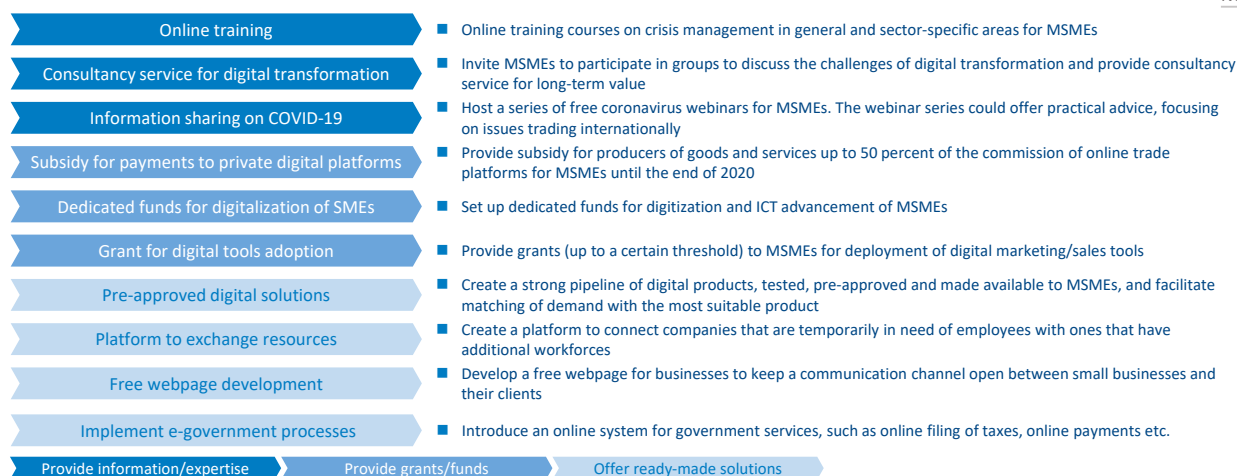 Online training
■ Online training courses on crisis management in general and sector-specific areas for MSMEs
Consultancy service for digital transformation
■ Invite MSMEs to participate in groups to discuss the challenges of digital transformation and provide consultancy
service for long-term value
Information sharing on COVID-19
■ Host a series of free coronavirus webinars for MSMEs. The webinar series could offer practical advice, focusing
on issues trading internationally
Subsidy for payments to private digital platforms
■ Provide subsidy for producers of goods and services up to 50 percent of the commission of online trade
platforms for MSMEs until the end of 2020
Dedicated funds for digitalization of SMEs
■ Set up dedicated funds for digitization and ICT advancement of MSMEs
Grant for digital tools adoption
■ Provide grants (up to a certain threshold) to MSMEs for deployment of digital marketing/sales tools
Pre-approved digital solutions
■ Create a strong pipeline of digital products, tested, pre-approved and made available to MSMEs, and facilitate
matching of demand with the most suitable product
Platform to exchange resources
■ Create a platform to connect companies that are temporarily in need of employees with ones that have
additional workforces
Free webpage development
■ Develop a free webpage for businesses to keep a communication channel open between small businesses and
their clients
Implement e-government processes
■ Introduce an online system for government services, such as online filing of taxes, online payments etc.
Provide information/expertise
Provide grants/funds
Offer ready-made solutions